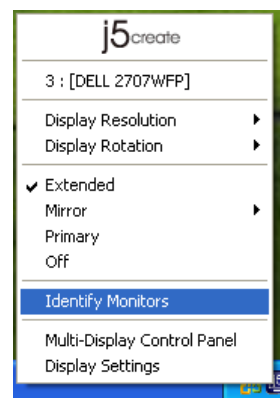 j5create
3 : [DELL 2707WFP]
Display Resolution
Display Rotation
Extended
Mirror
Primary
Off
Identify Monitors
Multi-Display Control Panel
Display Settings